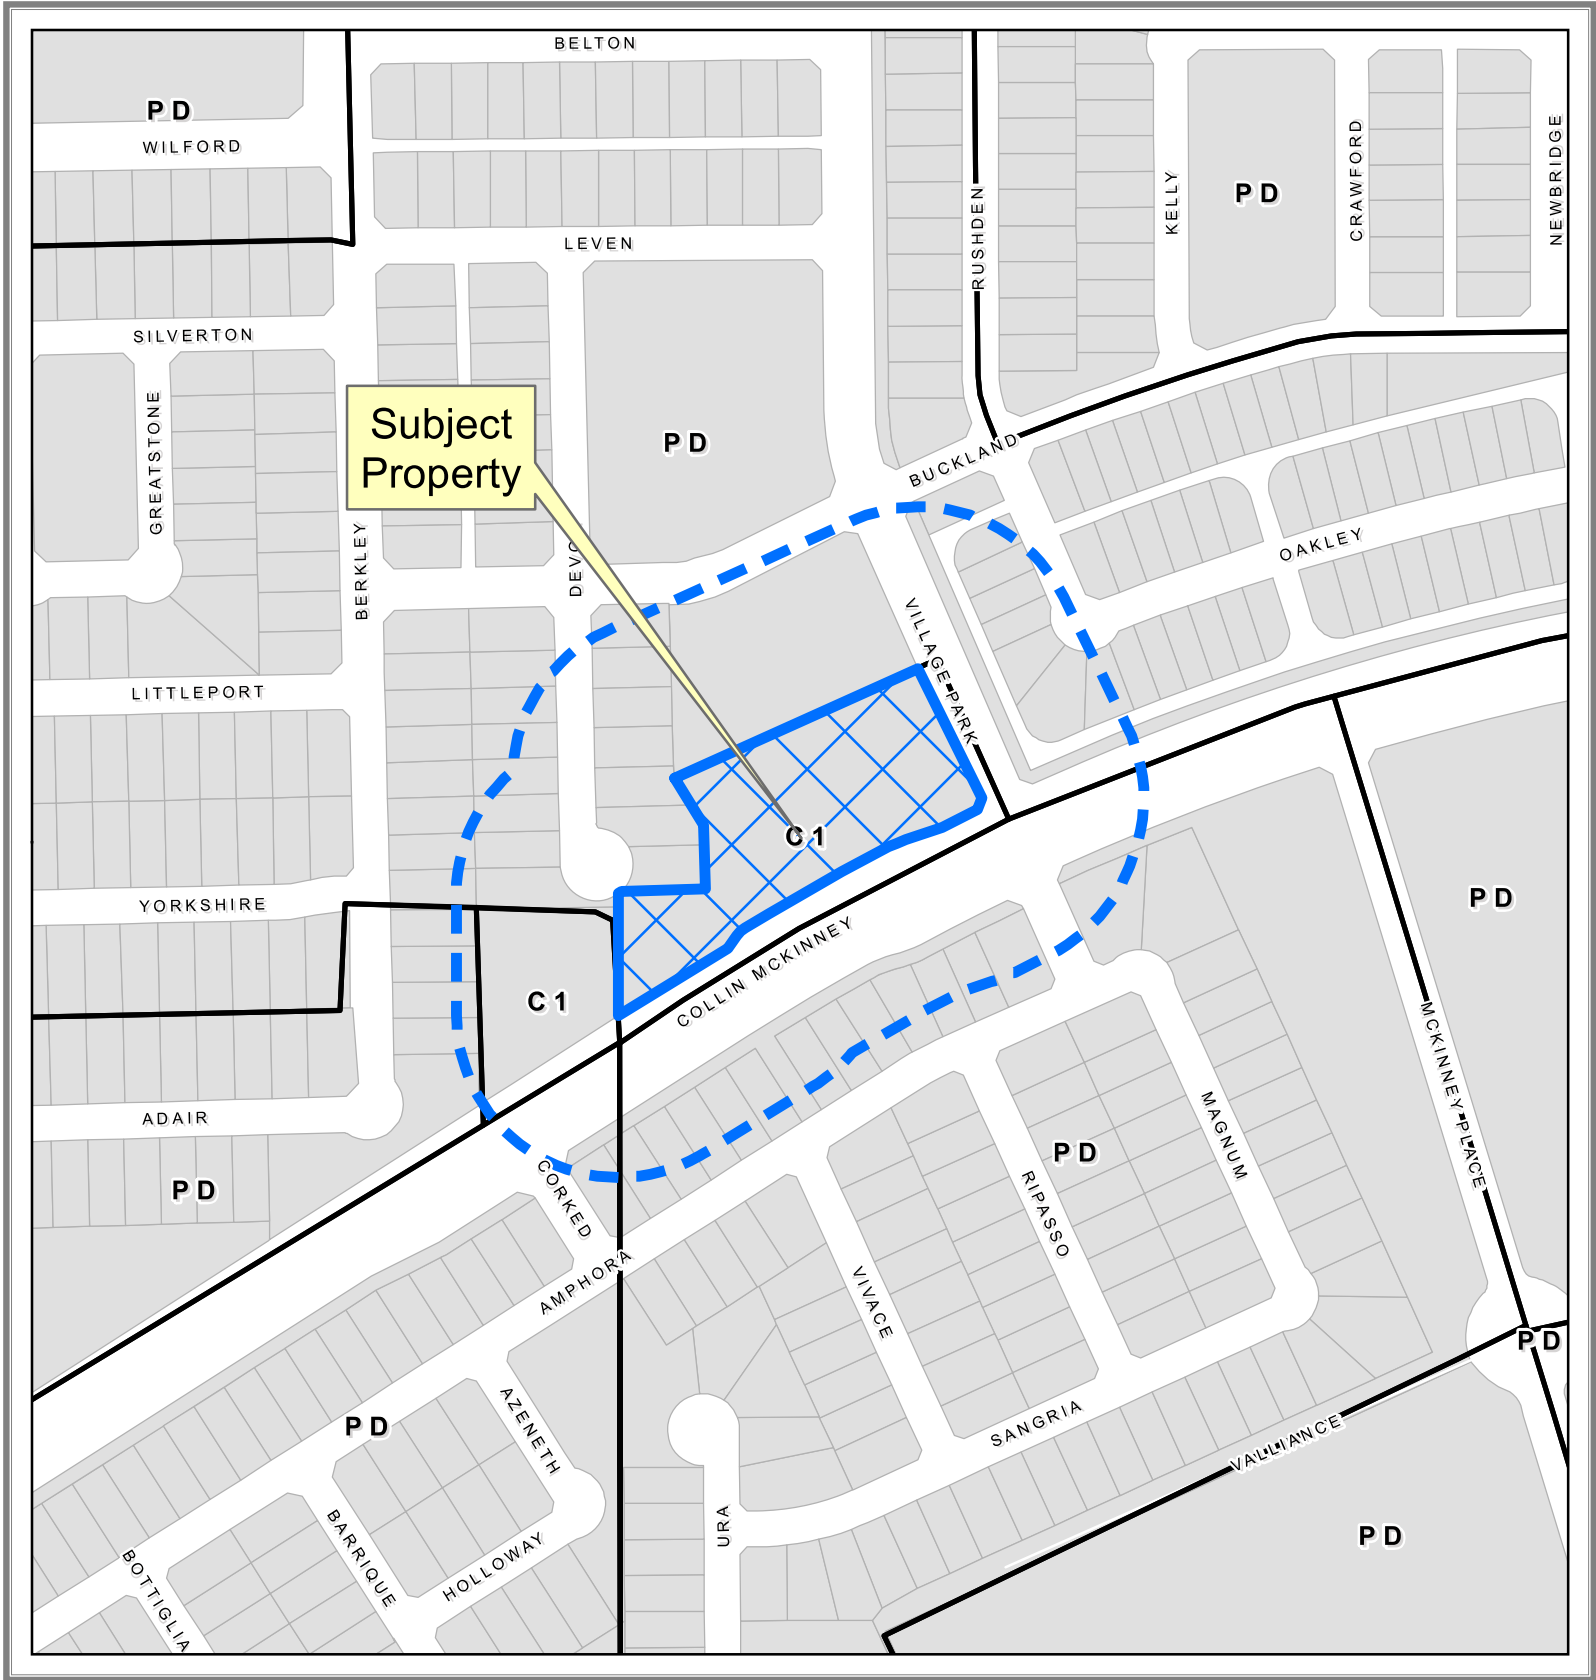 BELTON
PD
WILFORD
PD
KELLY
CRAWFORD
NEWBRIDGE
RUSHDEN
LEVEN
SILVERTON
GREATSTONE
Subject
Property
PD
BUCKLAND
BERKLEY
DEVO
OAKLEY
VILLAGE PARK
LITTLEPORT
C1
YORKSHIRE
PD
COLLIN MCKINNEY
C1
MCKINNEY PLACE
ADAIR
PD
PD
MAGNUM
RIPASSO
CORKED
AMPHORA
VIVACE
PD
PD
AZENETH
SANGRIA
VALLIANCE
URA
PD
BARRIQUE
HOLLOWAY
BOTTIGLIA